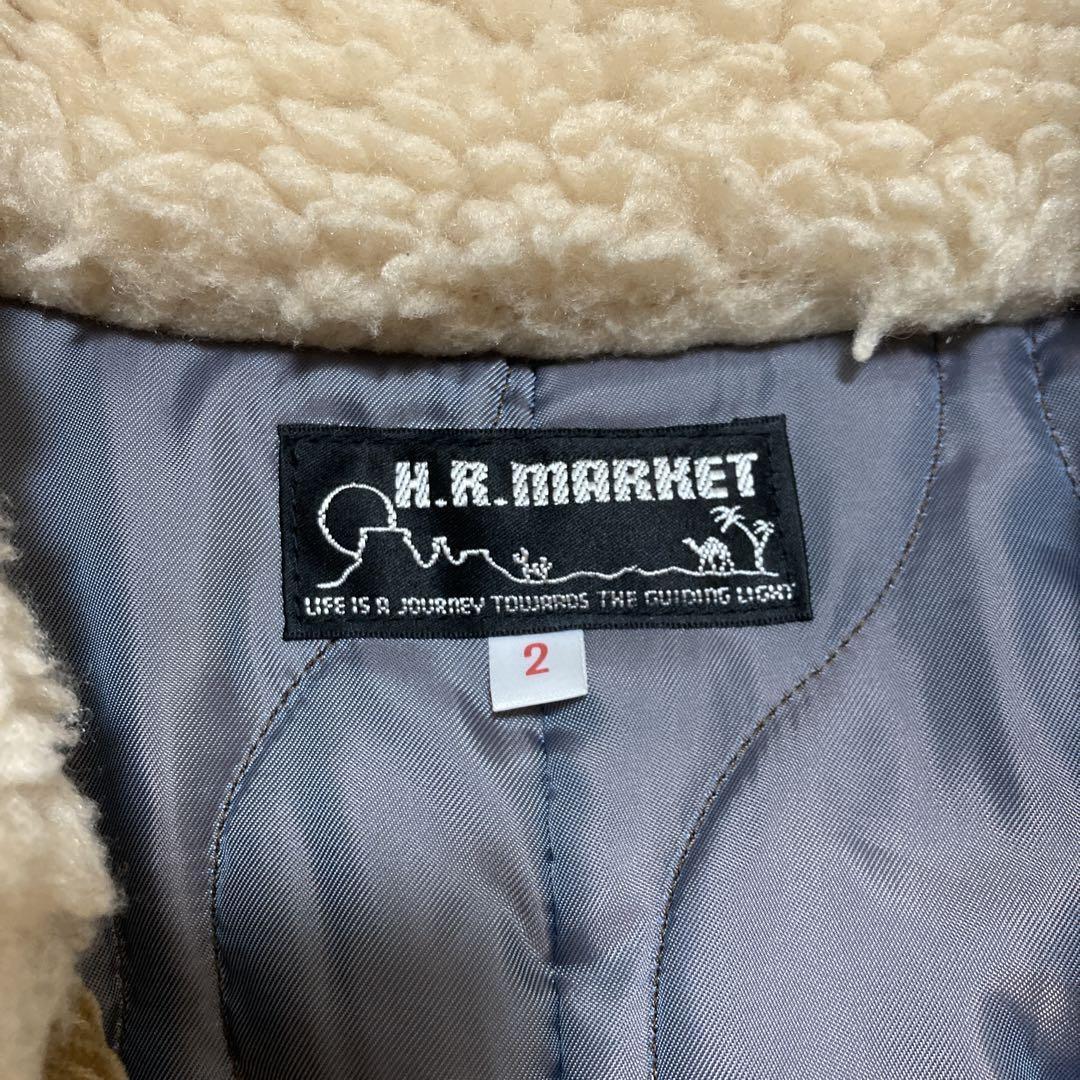 H.R.MARKET
LIFE IS A JOURNEY TOWARDS THE GUIDING LIGHT
2